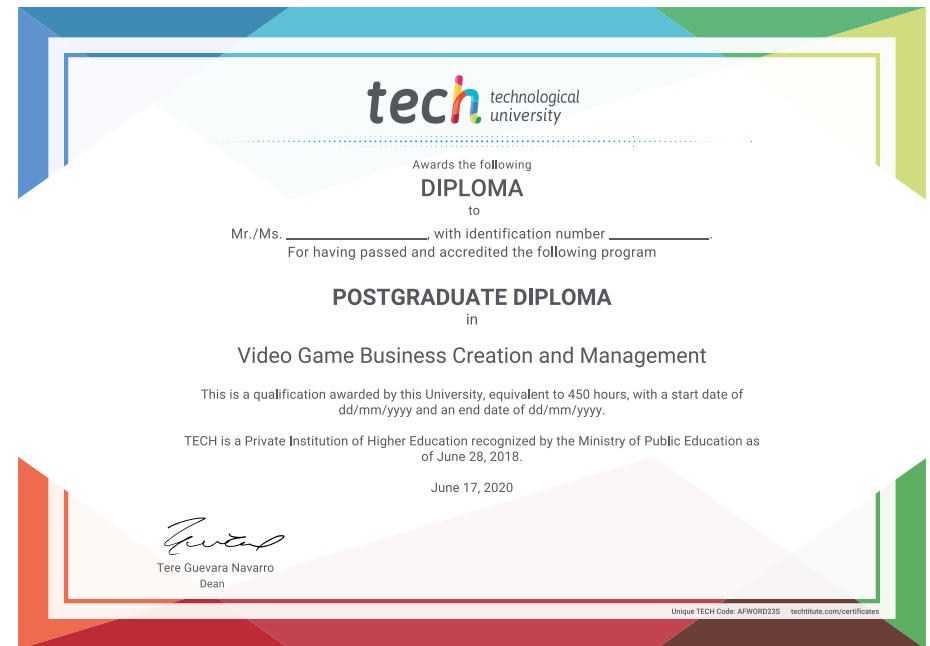 tech technological
university
Awards the following
DIPLOMA
to
Mr./Ms. ____________________, with identification number ______________.
For having passed and accredited the following program
POSTGRADUATE DIPLOMA
in
Video Game Business Creation and Management
This is a qualification awarded by this University, equivalent to 450 hours, with a start date of
dd/mm/yyyy and an end date of dd/mm/yyyy.
TECH is a Private Institution of Higher Education recognized by the Ministry of Public Education as
of June 28, 2018.
June 17, 2020
Tere Guevara Navarro
Dean
Unique TECH Code: AFWORD23S techtitute.com/certificates